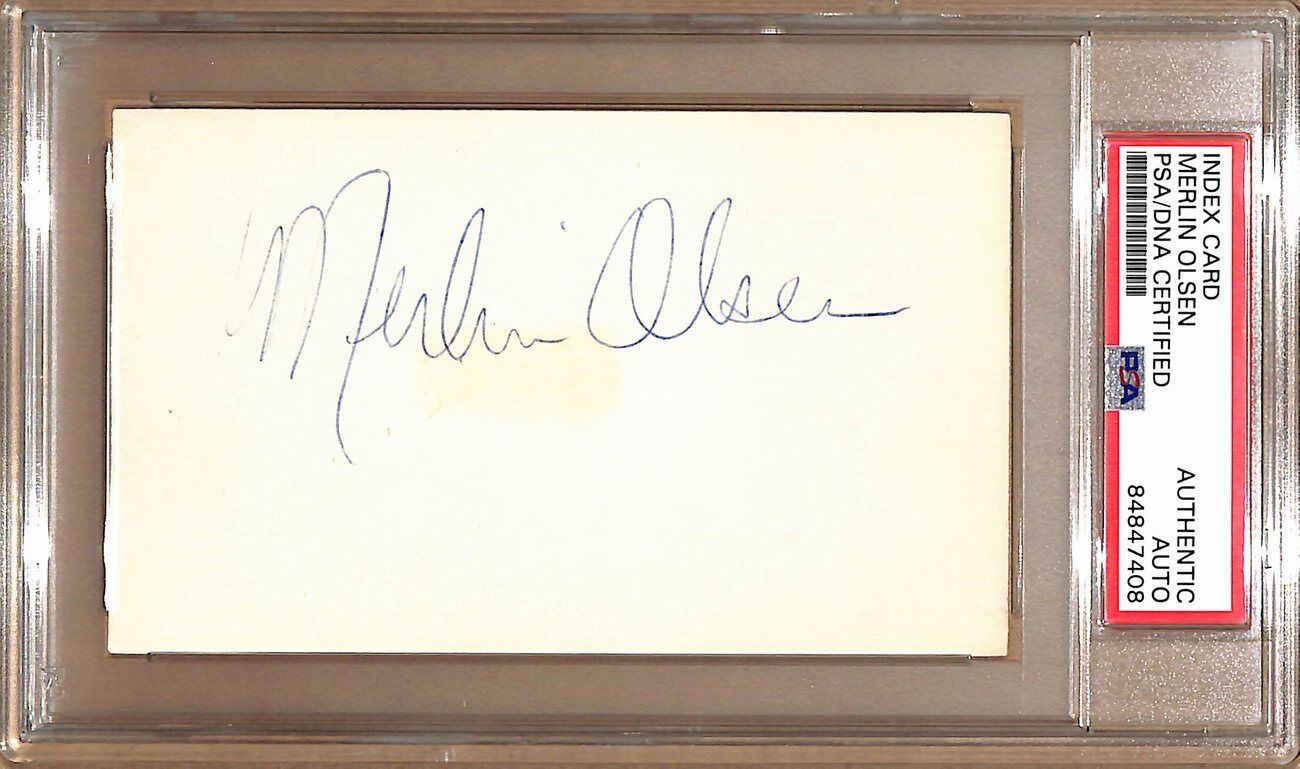 Merlin Olsen
INDEX CARD
MERLIN OLSEN
PSA/DNA CERTIFIED
PSA
AUTHENTIC
AUTO
84847408